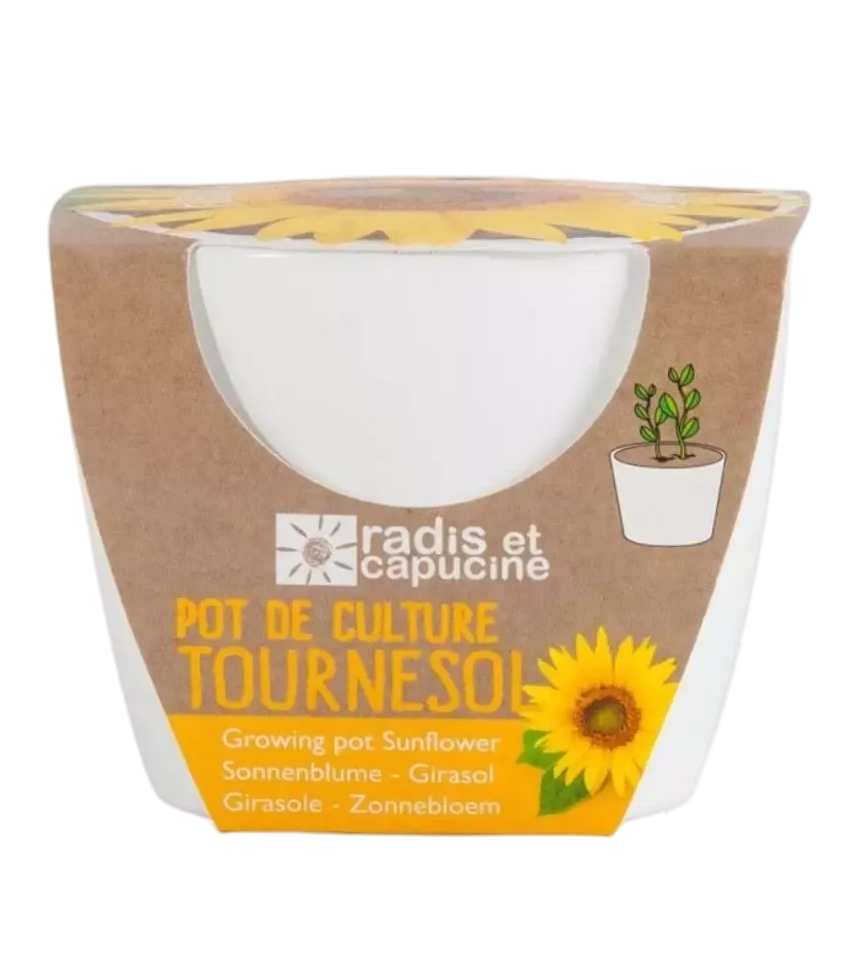 radis et
capucine
POT DE CULTURE
TOURNESOL
Growing pot Sunflower
Sonnenblume - Girasol
Girasole - Zonnebloem